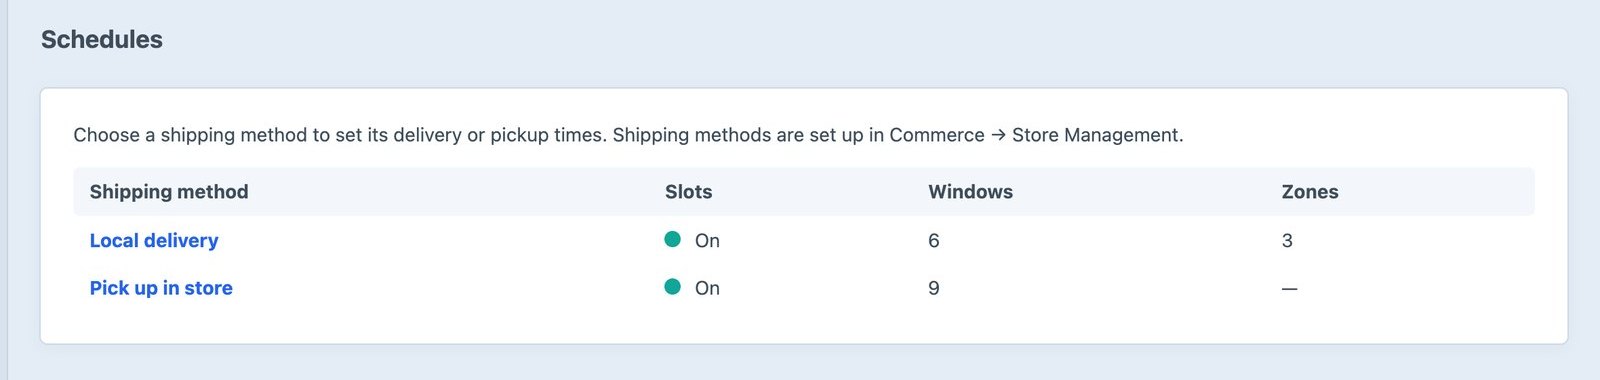 Schedules
Choose a shipping method to set its delivery or pickup times. Shipping methods are set up in Commerce → Store Management.
Shipping method Slots Windows Zones
Local delivery On 6 3
Pick up in store On 9 —